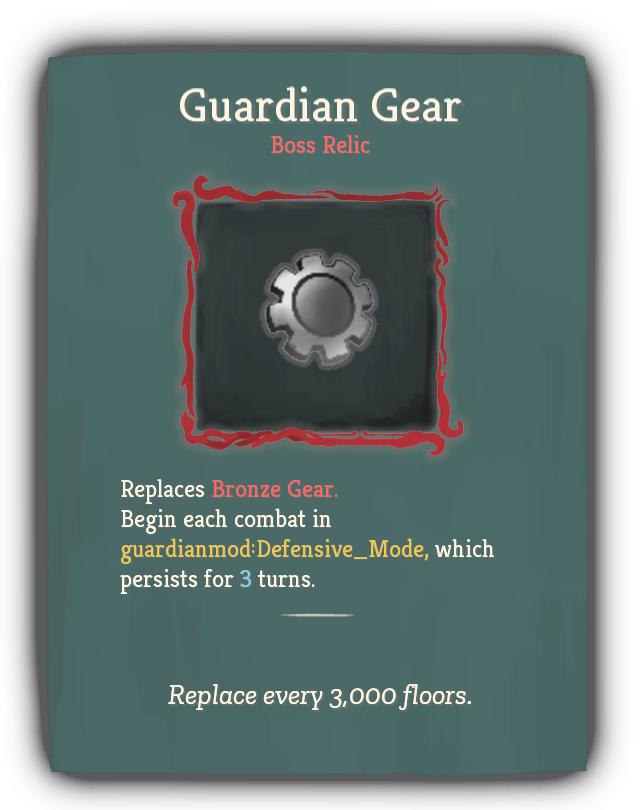 Guardian Gear
Boss Relic
Replaces Bronze Gear.
Begin each combat in
guardianmod:Defensive_Mode, which
persists for 3 turns.
Replace every 3,000 floors.